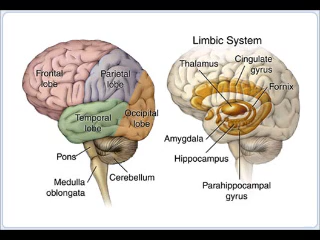 Frontal
lobe
Parietal
lobe
Temporal
lobe
Occipital
lobe
Pons
Cerebellum
Medulla
oblongata
Limbic System
Thalamus
Cingulate
gyrus
Fornix
Amygdala
Hippocampus
Parahippocampal
gyrus